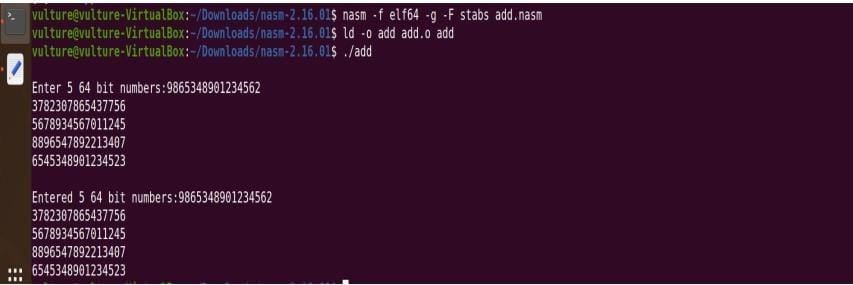 vulture@vulture-VirtualBox:~/Downloads/nasm-2.16.01$ nasm -f elf64 -g -F stabs add.nasm
vulture@vulture-VirtualBox:~/Downloads/nasm-2.16.01$ ld -o add add.o add
vulture@vulture-VirtualBox:~/Downloads/nasm-2.16.01$ ./add
Enter 5 64 bit numbers:9865348901234562
3782307865437756
5678934567011245
8896547892213407
6545348901234523
Entered 5 64 bit numbers:9865348901234562
3782307865437756
5678934567011245
8896547892213407
6545348901234523